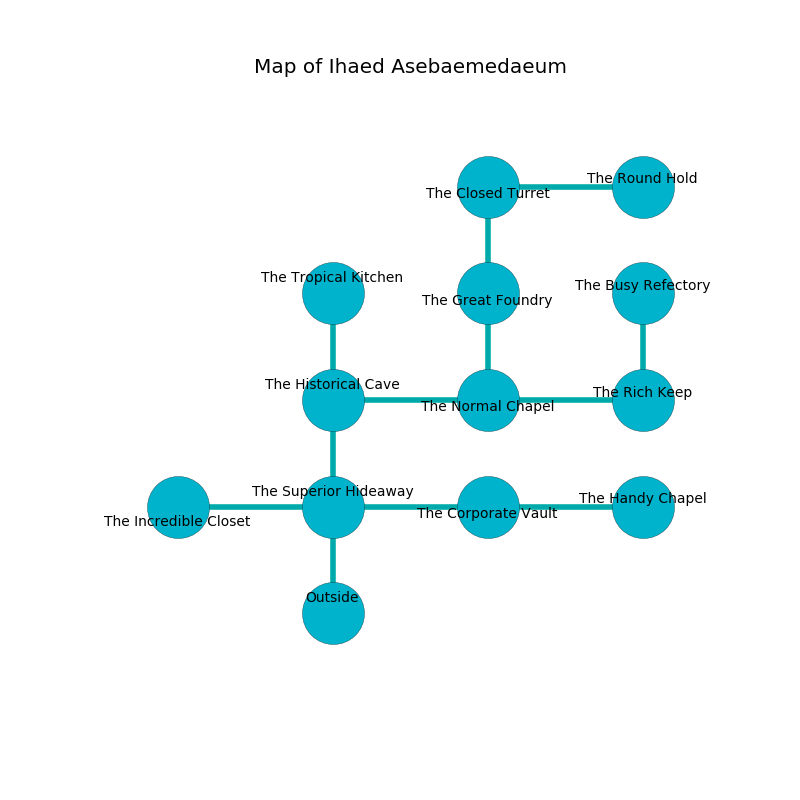 Map of Ihaed Asebaemedaeum
The Round Hold
The Closed Turret
The Tropical Kitchen
The Busy Refectory
The Great Foundry
The Historical Cave
The Rich Keep
The Normal Chapel
The Superior Hideaway
The Handy Chapel
The Corporate Vault
The Incredible Closet
Outside